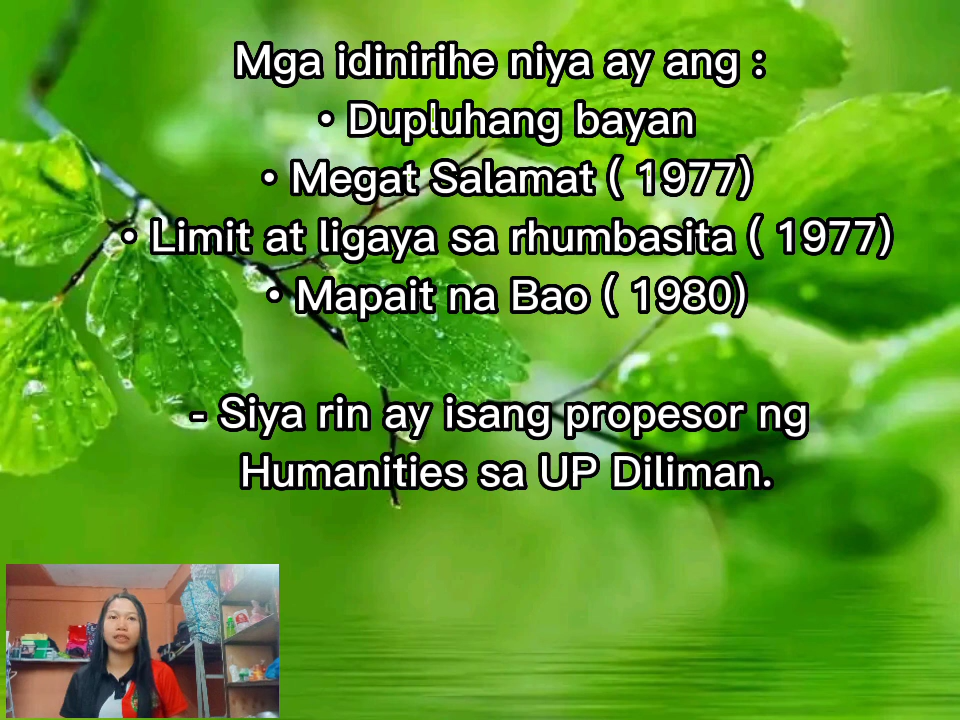 Mga idinirihe niya ay ang :
• Dupluhang bayan
• Megat Salamat ( 1977)
• Limit at ligaya sa rhumbasita ( 1977)
• Mapait na Bao ( 1980)
- Siya rin ay isang propesor ng
Humanities sa UP Diliman.